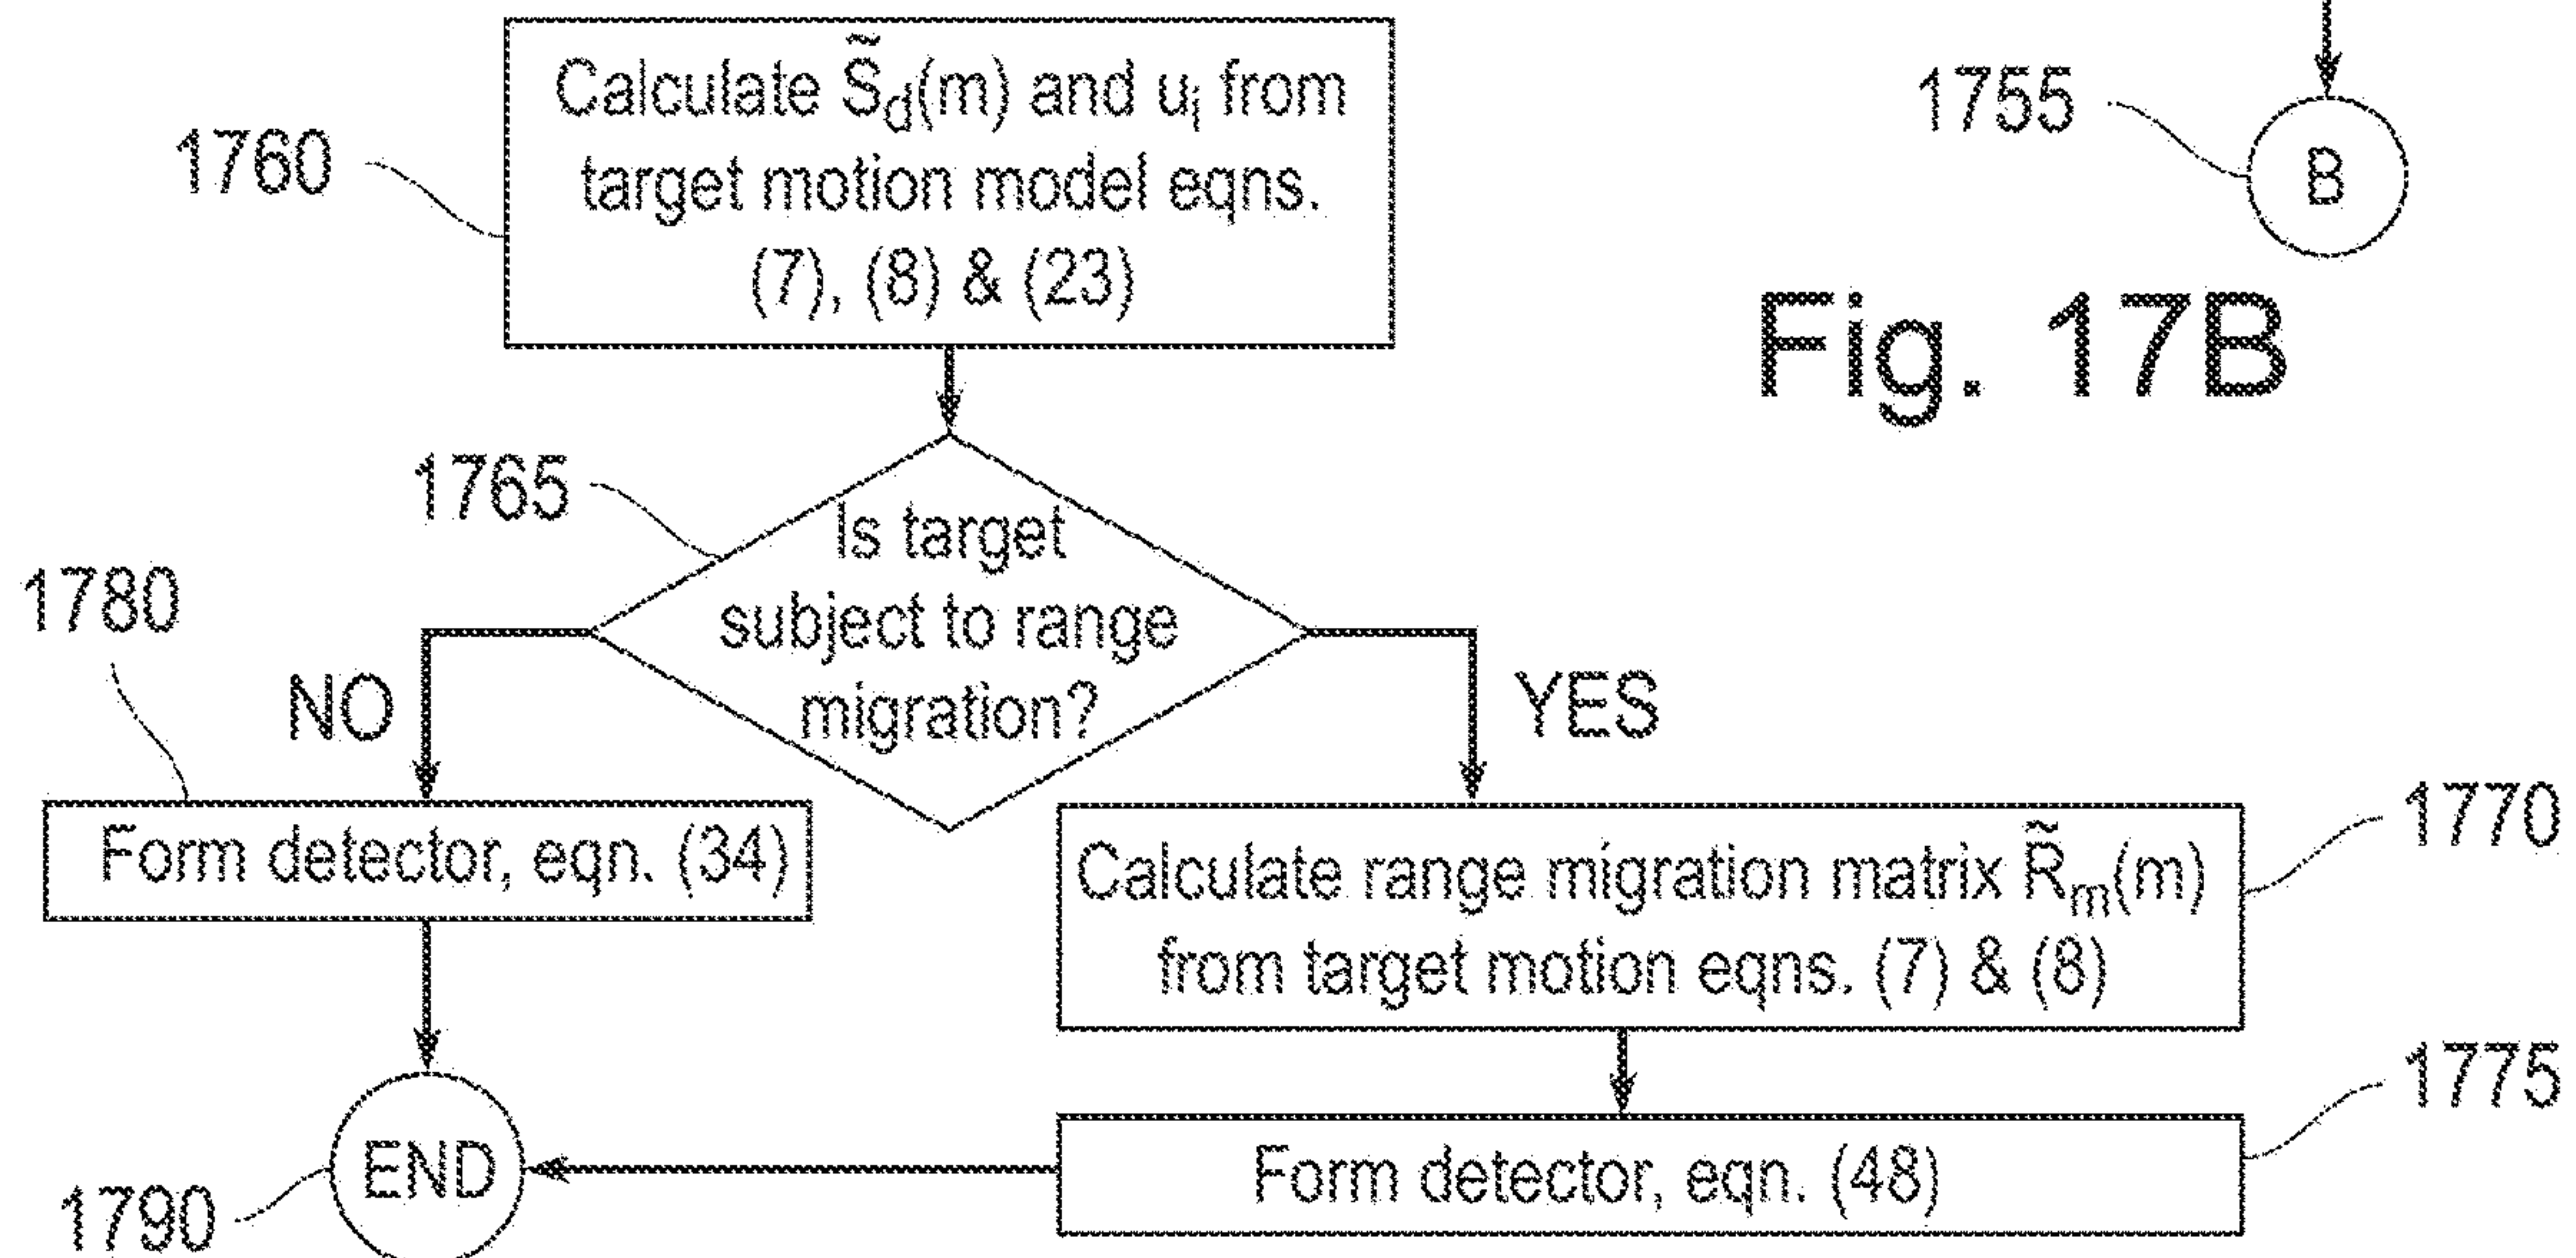 1760
Calculate S̃d(m) and ui from
target motion model eqns.
(7), (8) & (23)
1755
B
Fig. 17B
1765
Is target
subject to range
migration?
1780
NO
YES
Form detector, eqn. (34)
1770
Calculate range migration matrix R̃m(m)
from target motion eqns. (7) & (8)
1775
Form detector, eqn. (48)
END
1790